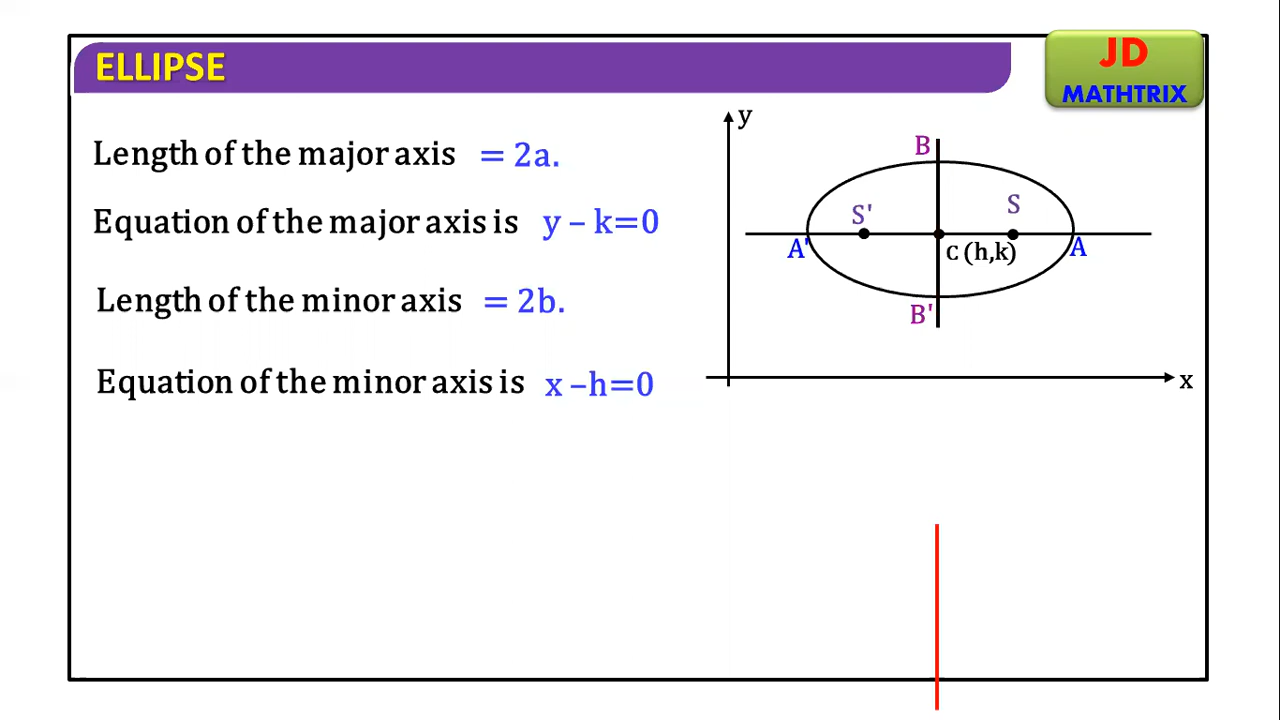 ELLIPSE
JD
MATHTRIX
Length of the major axis = 2a.
Equation of the major axis is y – k=0
Length of the minor axis = 2b.
Equation of the minor axis is x –h=0
y
B
S'
S
A'
C (h,k)
A
B'
x